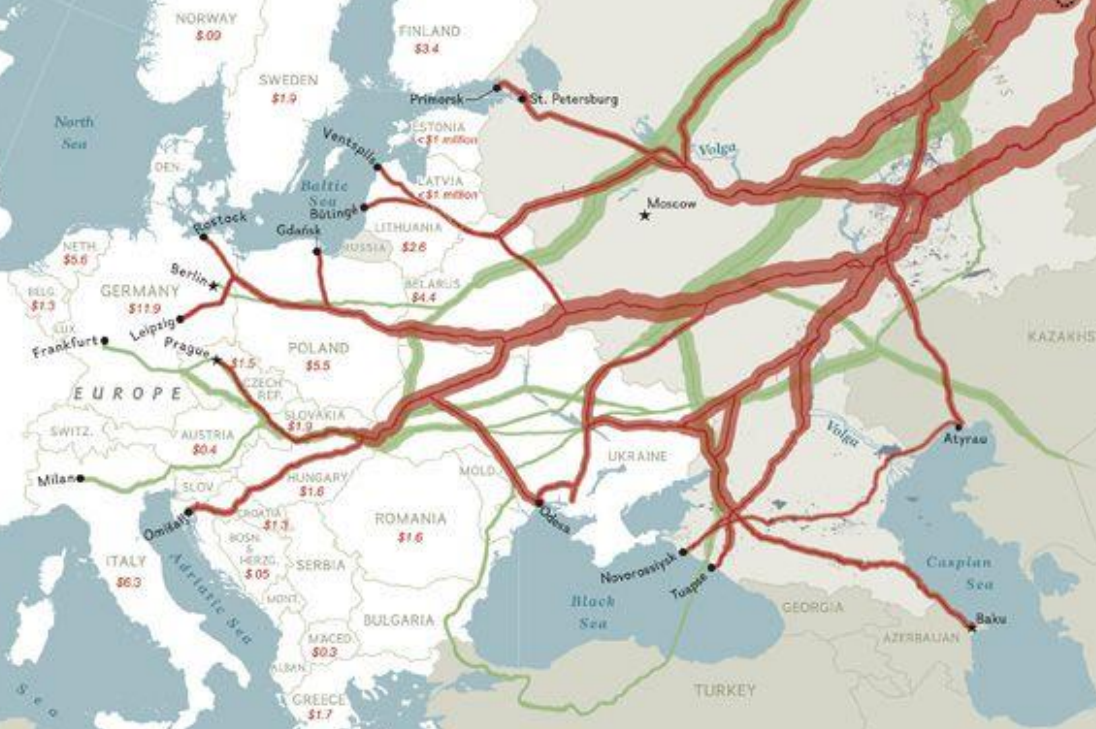 NORWAY
$.09
FINLAND
$3.4
SWEDEN
$1.9
Primorsk
St. Petersburg
North
Sea
ESTONIA
<$1 million
Ventspils
Volga
DEN.
LATVIA
<$1 million
Baltic
Sea
Būtingė
Moscow
Rostock
Gdańsk
LITHUANIA
$2.6
RUSSIA
NETH.
$5.6
Berlin
BELARUS
$4.4
BELG.
$1.3
GERMANY
$11.9
LUX.
Leipzig
Frankfurt
Prague
$1.5
POLAND
$5.5
KAZAKHS
EUROPE
CZECH
REP.
SLOVAKIA
$1.9
SWITZ.
AUSTRIA
$0.4
Volga
Atyrau
UKRAINE
MOLD.
Milan
SLOV.
HUNGARY
$1.6
Omišalj
CROATIA
$1.3
Odesa
ROMANIA
$1.6
BOSN.
&
HERZG.
$.05
SERBIA
ITALY
$6.3
Adriatic Sea
Novorossiysk
Tuapse
Caspian
Sea
MONT.
Black
Sea
GEORGIA
BULGARIA
Baku
AZERBAIJAN
MACED.
$0.3
ALBAN.
TURKEY
GREECE
$1.7
Sea